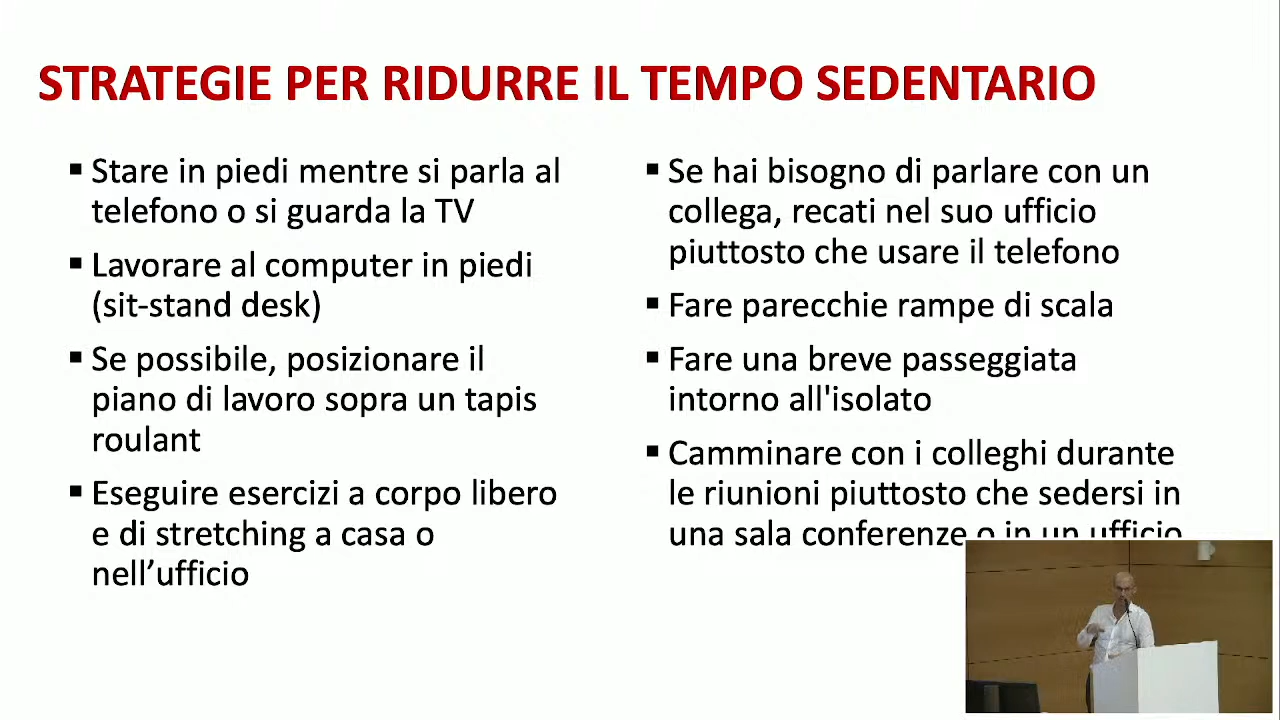 STRATEGIE PER RIDURRE IL TEMPO SEDENTARIO
▪ Stare in piedi mentre si parla al
telefono o si guarda la TV
▪ Lavorare al computer in piedi
(sit-stand desk)
▪ Se possibile, posizionare il
piano di lavoro sopra un tapis
roulant
▪ Eseguire esercizi a corpo libero
e di stretching a casa o
nell’ufficio
▪ Se hai bisogno di parlare con un
collega, recati nel suo ufficio
piuttosto che usare il telefono
▪ Fare parecchie rampe di scala
▪ Fare una breve passeggiata
intorno all'isolato
▪ Camminare con i colleghi durante
le riunioni piuttosto che sedersi in
una sala conferenze o in un ufficio